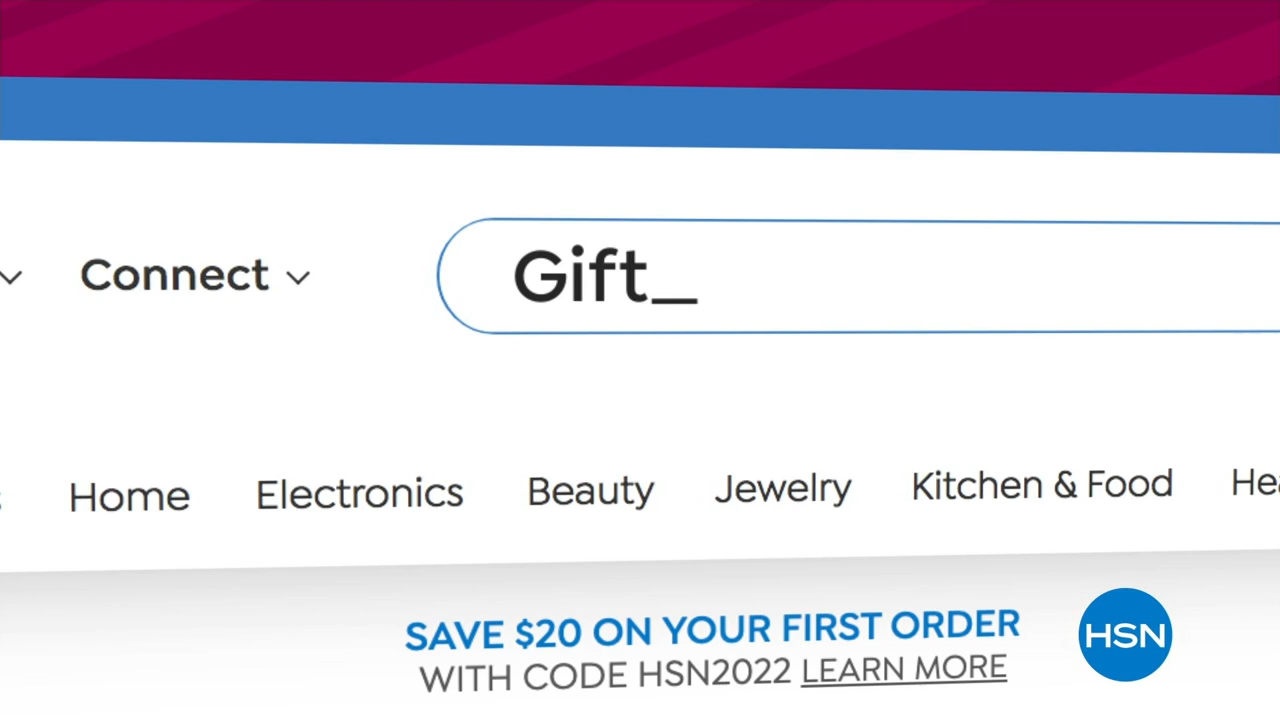 Connect
Gift_
Home Electronics Beauty Jewelry Kitchen & Food
SAVE $20 ON YOUR FIRST ORDER
WITH CODE HSN2022 LEARN MORE
HSN